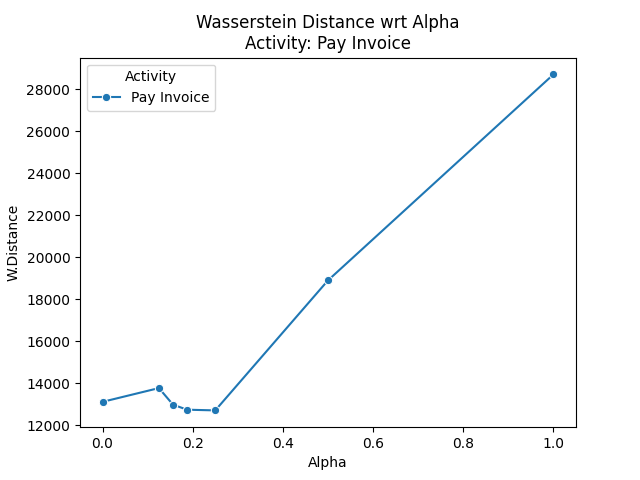 Wasserstein Distance wrt Alpha
Activity: Pay Invoice
Activity
Pay Invoice
28000
26000
24000
22000
20000
18000
16000
14000
12000
W.Distance
0.0 0.2 0.4 0.6 0.8 1.0
Alpha